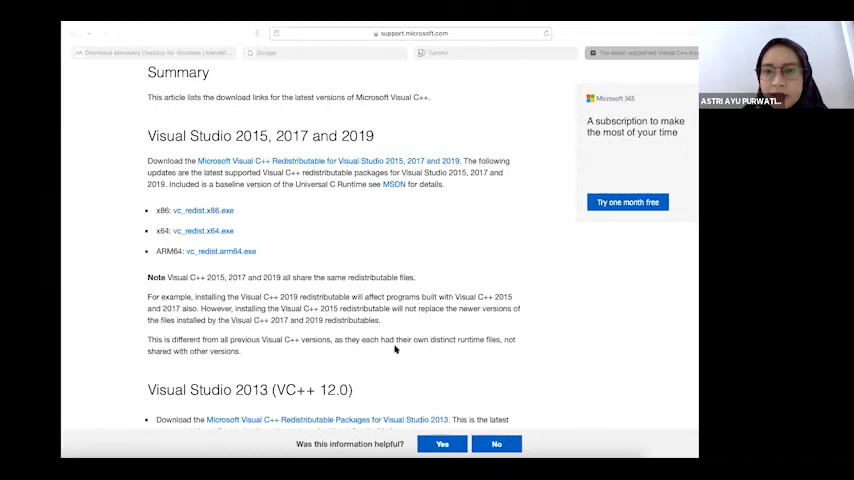 support.microsoft.com
Download Mendeley Desktop for Windows | Mendel...
Google
Turnitin
The latest supported Visual C++ dow
Summary
This article lists the download links for the latest versions of Microsoft Visual C++.
Visual Studio 2015, 2017 and 2019
Download the Microsoft Visual C++ Redistributable for Visual Studio 2015, 2017 and 2019. The following
updates are the latest supported Visual C++ redistributable packages for Visual Studio 2015, 2017 and
2019. Included is a baseline version of the Universal C Runtime see MSDN for details.
• x86: vc_redist.x86.exe
• x64: vc_redist.x64.exe
• ARM64: vc_redist.arm64.exe
Note Visual C++ 2015, 2017 and 2019 all share the same redistributable files.
For example, installing the Visual C++ 2019 redistributable will affect programs built with Visual C++ 2015
and 2017 also. However, installing the Visual C++ 2015 redistributable will not replace the newer versions of
the files installed by the Visual C++ 2017 and 2019 redistributables.
This is different from all previous Visual C++ versions, as they each had their own distinct runtime files, not
shared with other versions.
Visual Studio 2013 (VC++ 12.0)
• Download the Microsoft Visual C++ Redistributable Packages for Visual Studio 2013. This is the latest
Was this information helpful?
Yes
No
Microsoft 365
A subscription to make
the most of your time
Try one month free
ASTRI AYU PURWATI...